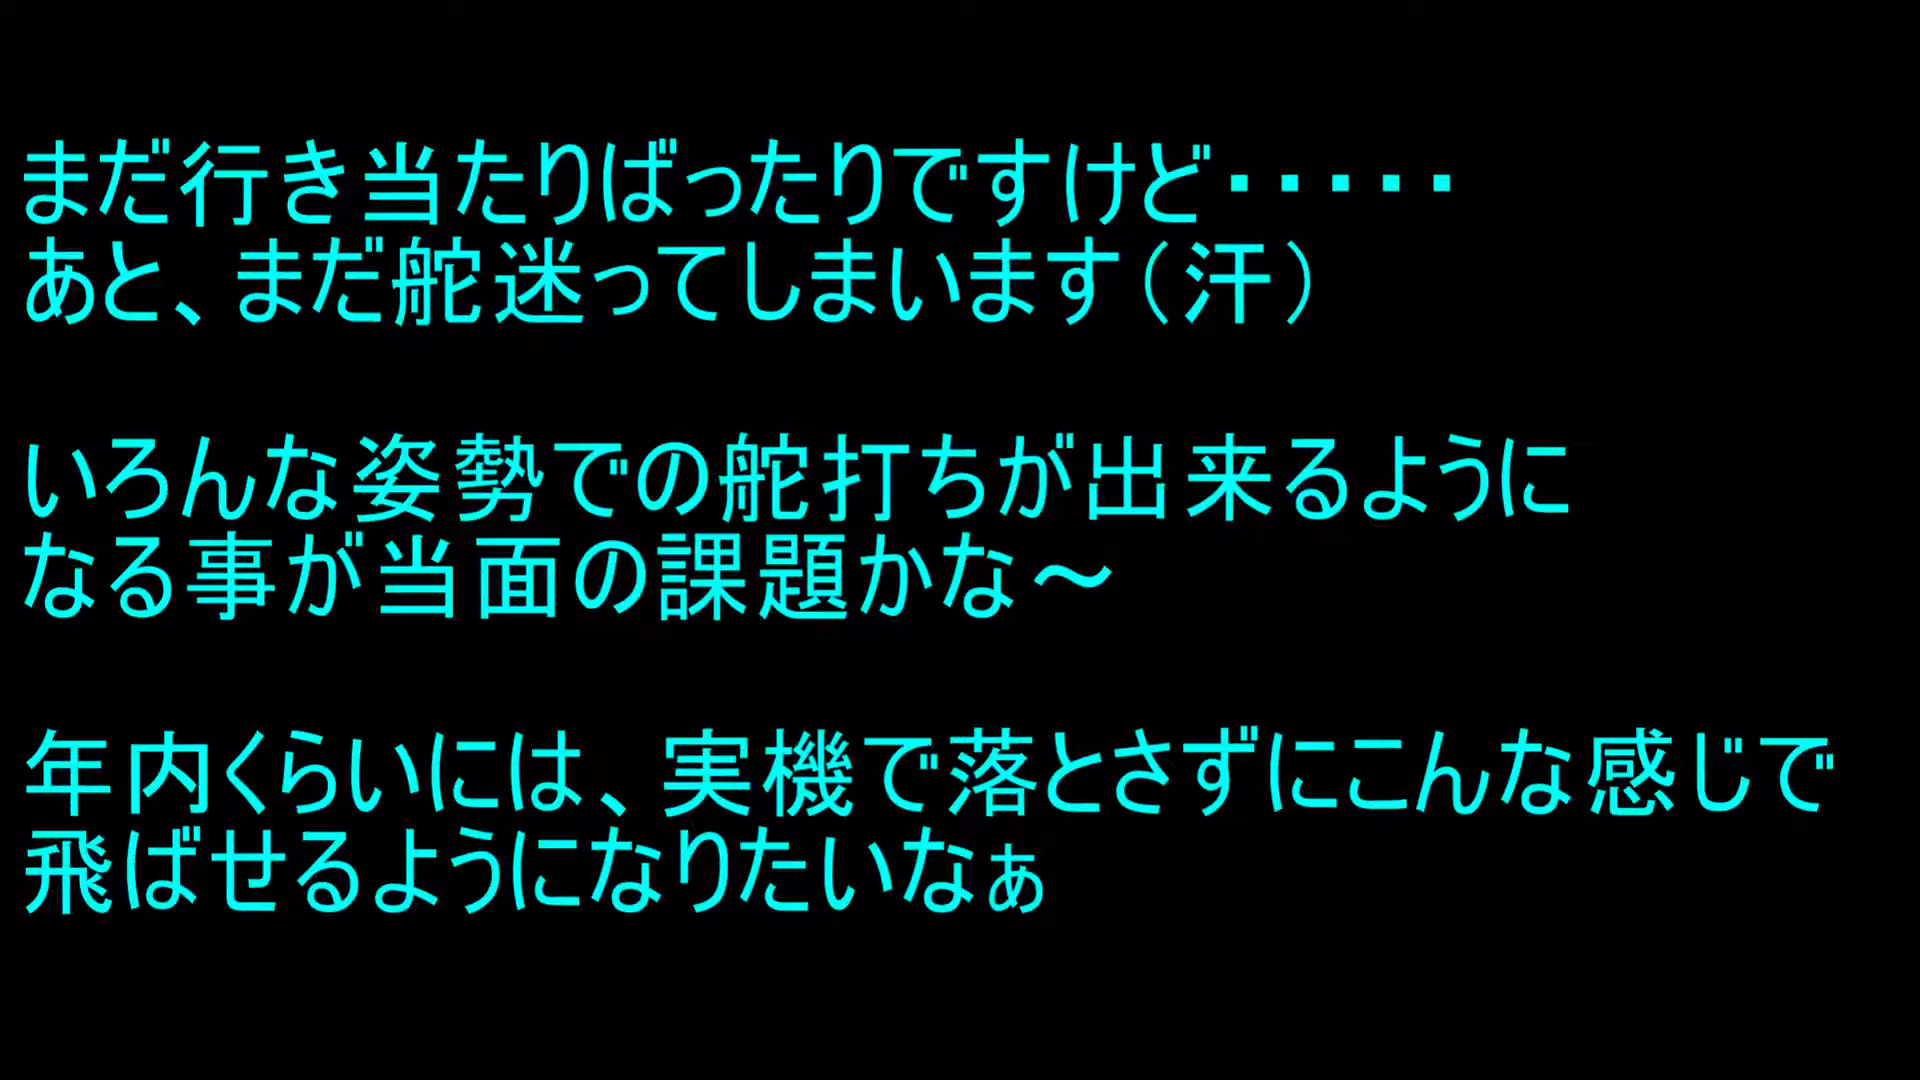 まだ行き当たりばったりですけど・・・・・
あと、まだ舵迷ってしまいます（汗）
いろんな姿勢での舵打ちが出来るように
なる事が当面の課題かな～
年内くらいには、実機で落とさずにこんな感じで
飛ばせるようになりたいなぁ